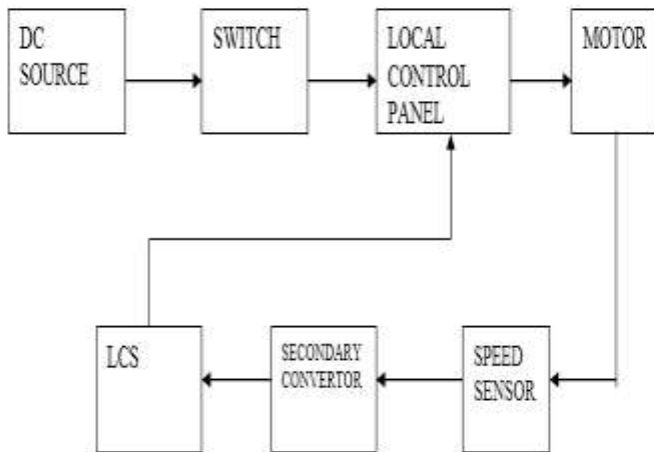 DC
SOURCE
SWITCH
LOCAL
CONTROL
PANEL
MOTOR
LCS
SECONDARY
CONVERTOR
SPEED
SENSOR